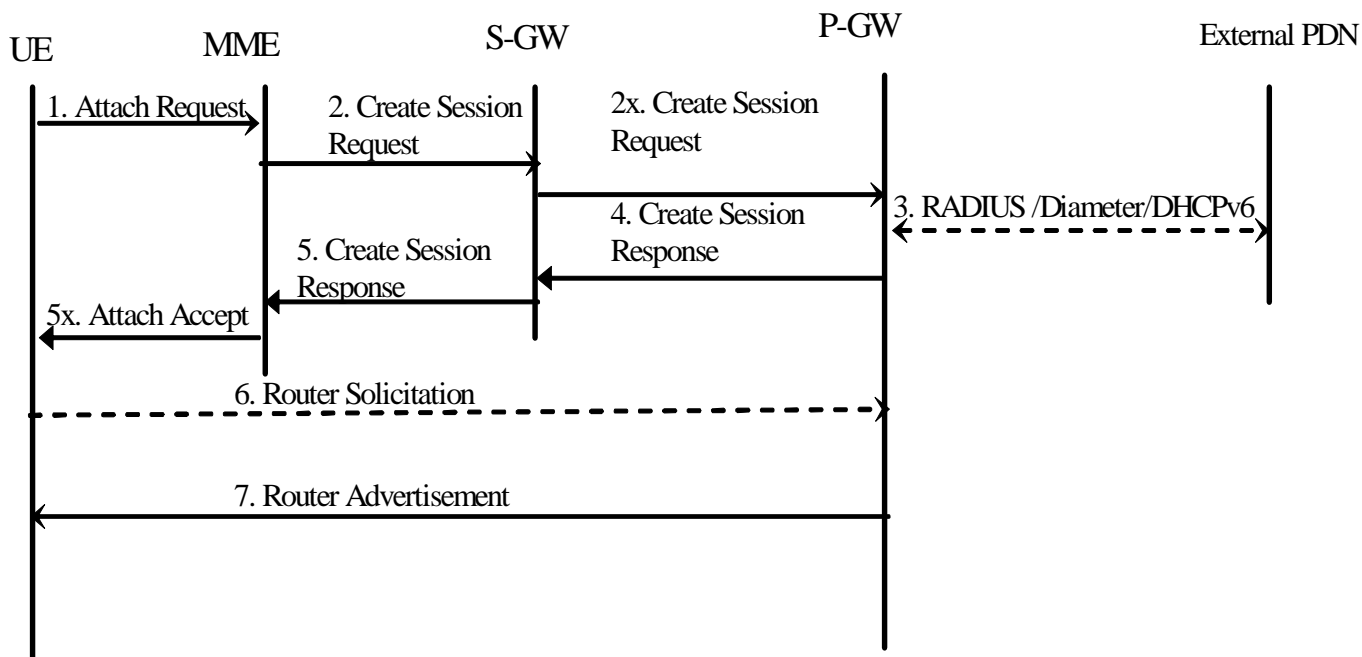 UE
MME
S-GW
P-GW
External PDN
1. Attach Request
2. Create Session
Request
2x. Create Session
Request
3. RADIUS /Diameter/DHCPv6
4. Create Session
Response
5. Create Session
Response
5x. Attach Accept
6. Router Solicitation
7. Router Advertisement